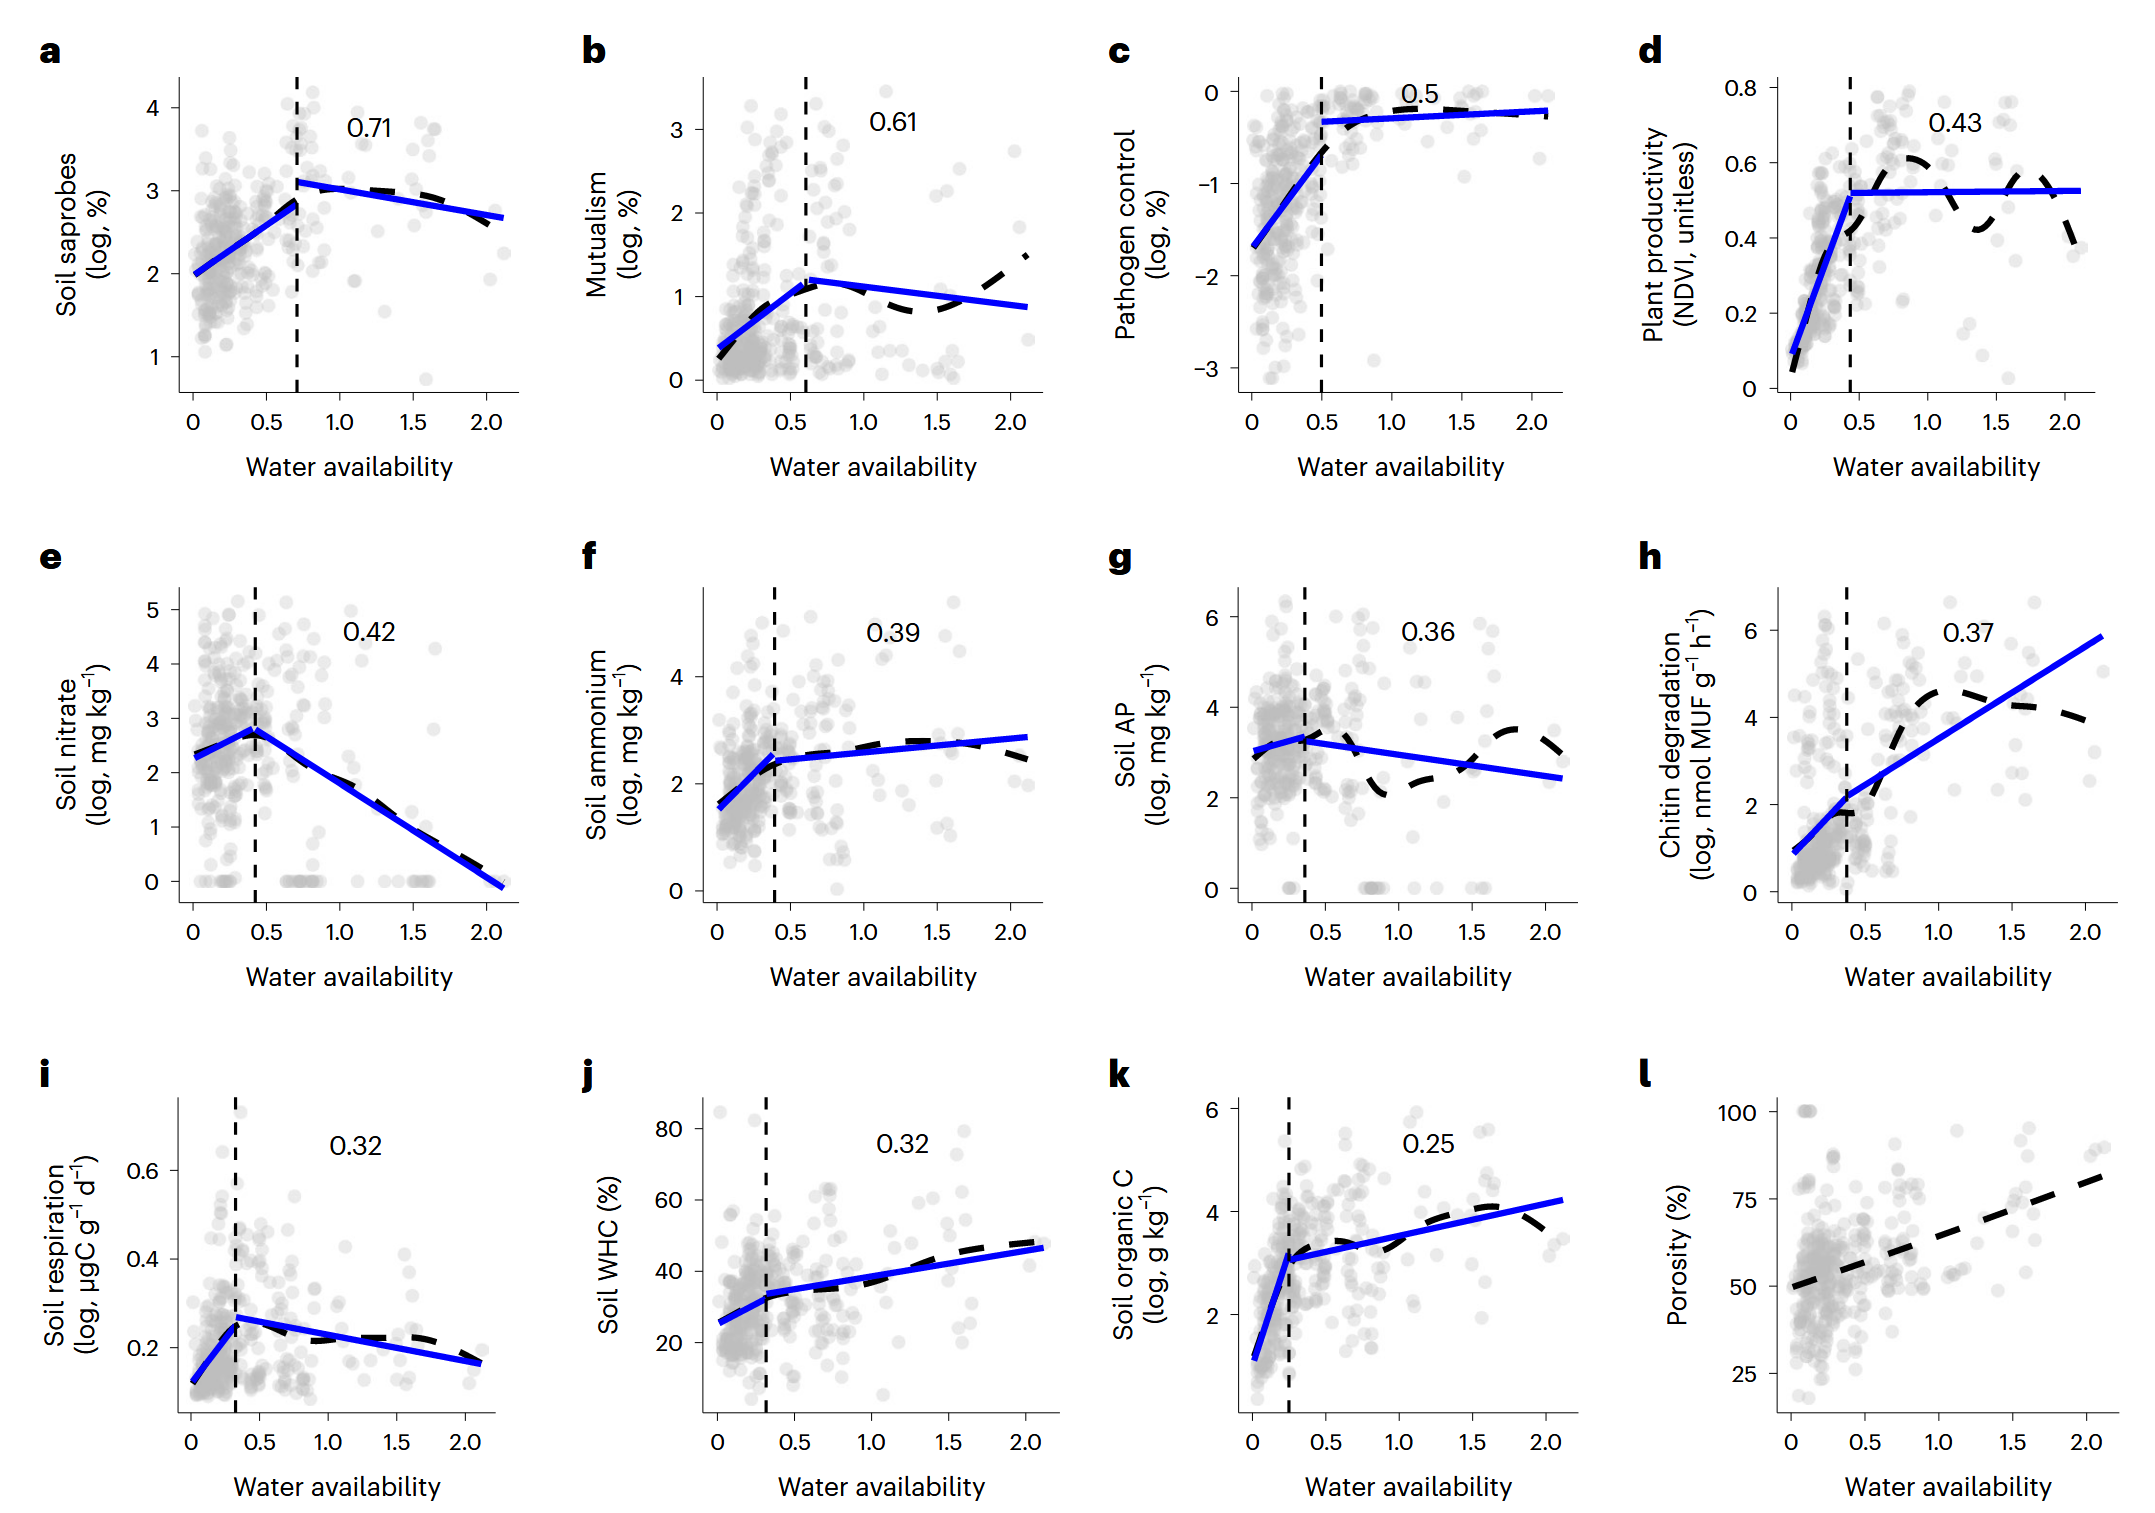 a
b
c
d
Soil saprobes
(log, %)
4
3
2
1
0.71
0 0.5 1.0 1.5 2.0
Water availability
Mutualism
(log, %)
3
2
1
0
0.61
0 0.5 1.0 1.5 2.0
Water availability
Pathogen control
(log, %)
0
−1
−2
−3
0.5
0 0.5 1.0 1.5 2.0
Water availability
Plant productivity
(NDVI, unitless)
0.8
0.6
0.4
0.2
0
0.43
0 0.5 1.0 1.5 2.0
Water availability
e
f
g
h
Soil nitrate
(log, mg kg⁻¹)
5
4
3
2
1
0
0.42
0 0.5 1.0 1.5 2.0
Water availability
Soil ammonium
(log, mg kg⁻¹)
4
2
0
0.39
0 0.5 1.0 1.5 2.0
Water availability
Soil AP
(log, mg kg⁻¹)
6
4
2
0
0.36
0 0.5 1.0 1.5 2.0
Water availability
Chitin degradation
(log, nmol MUF g⁻¹ h⁻¹)
6
4
2
0
0.37
0 0.5 1.0 1.5 2.0
Water availability
i
j
k
l
Soil respiration
(log, µgC g⁻¹ d⁻¹)
0.6
0.4
0.2
0.32
0 0.5 1.0 1.5 2.0
Water availability
Soil WHC (%)
80
60
40
20
0.32
0 0.5 1.0 1.5 2.0
Water availability
Soil organic C
(log, g kg⁻¹)
6
4
2
0.25
0 0.5 1.0 1.5 2.0
Water availability
Porosity (%)
100
75
50
25
0 0.5 1.0 1.5 2.0
Water availability